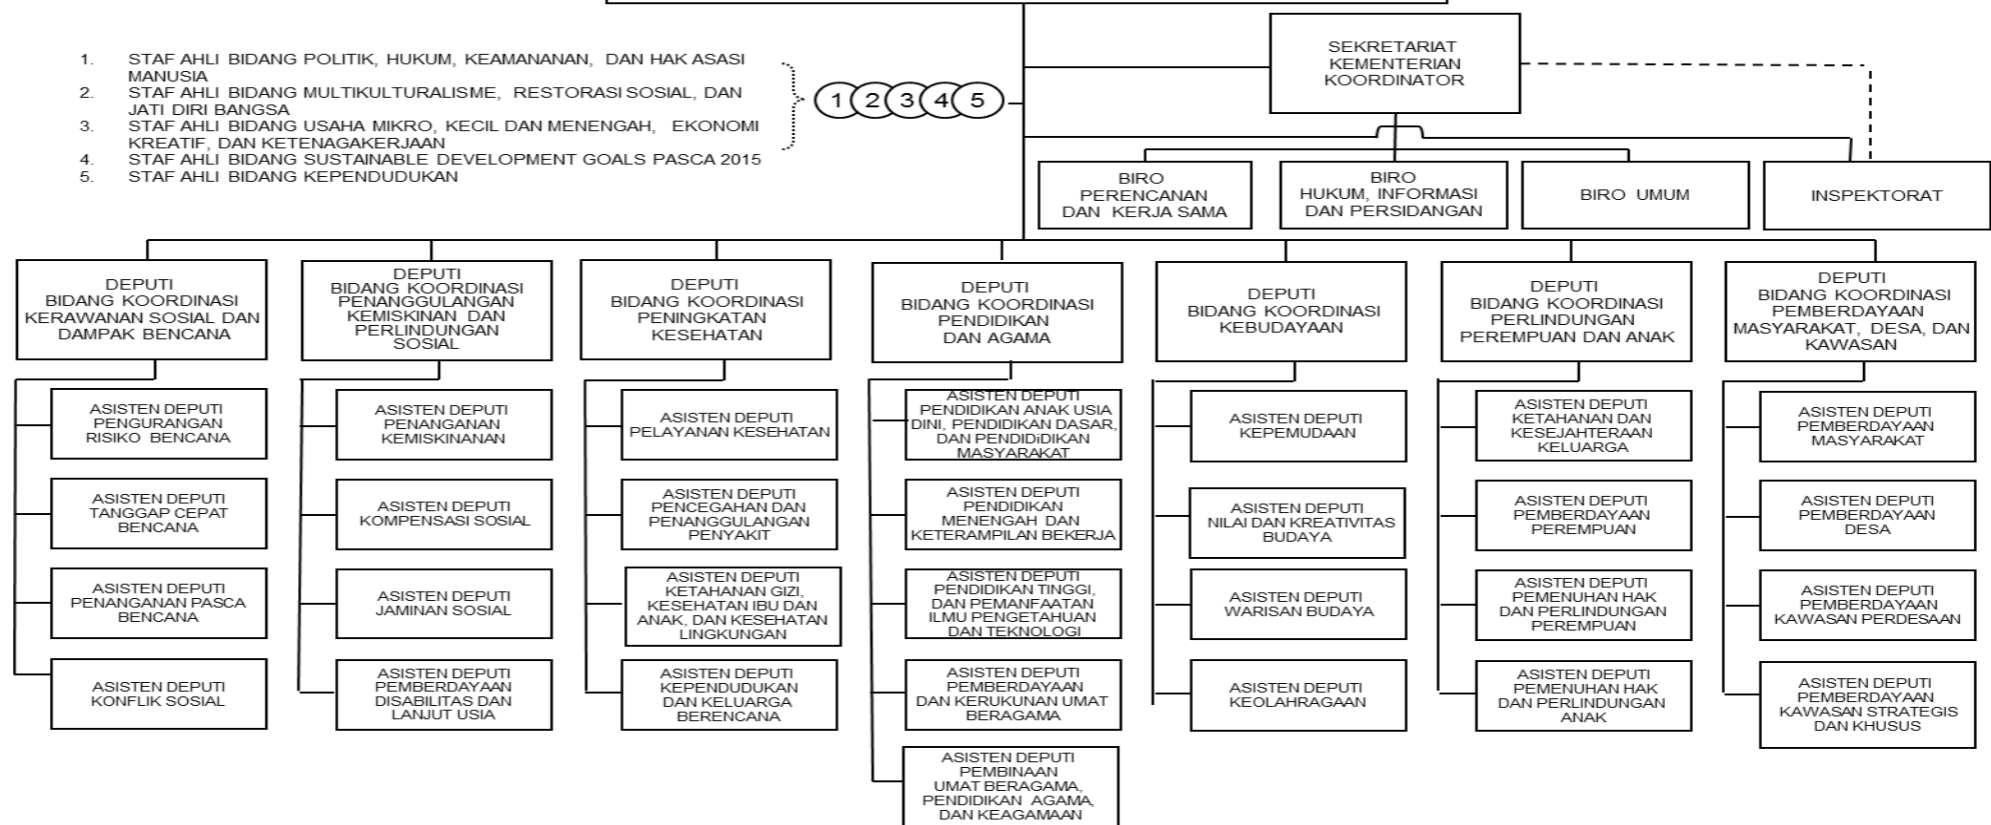 1. STAF AHLI BIDANG POLITIK, HUKUM, KEAMANANAN, DAN HAK ASASI
MANUSIA
2. STAF AHLI BIDANG MULTIKULTURALISME, RESTORASI SOSIAL, DAN
JATI DIRI BANGSA
3. STAF AHLI BIDANG USAHA MIKRO, KECIL DAN MENENGAH, EKONOMI
KREATIF, DAN KETENAGAKERJAAN
4. STAF AHLI BIDANG SUSTAINABLE DEVELOPMENT GOALS PASCA 2015
5. STAF AHLI BIDANG KEPENDUDUKAN
1 2 3 4 5
SEKRETARIAT
KEMENTERIAN
KOORDINATOR
BIRO
PERENCANAN
DAN KERJA SAMA
BIRO
HUKUM, INFORMASI
DAN PERSIDANGAN
BIRO UMUM
INSPEKTORAT
DEPUTI
BIDANG KOORDINASI
KERAWANAN SOSIAL DAN
DAMPAK BENCANA
DEPUTI
BIDANG KOORDINASI
PENANGGULANGAN
KEMISKINAN DAN
PERLINDUNGAN
SOSIAL
DEPUTI
BIDANG KOORDINASI
PENINGKATAN
KESEHATAN
DEPUTI
BIDANG KOORDINASI
PENDIDIKAN
DAN AGAMA
DEPUTI
BIDANG KOORDINASI
KEBUDAYAAN
DEPUTI
BIDANG KOORDINASI
PERLINDUNGAN
PEREMPUAN DAN ANAK
DEPUTI
BIDANG KOORDINASI
PEMBERDAYAAN
MASYARAKAT, DESA, DAN
KAWASAN
ASISTEN DEPUTI
PENGURANGAN
RISIKO BENCANA
ASISTEN DEPUTI
TANGGAP CEPAT
BENCANA
ASISTEN DEPUTI
PENANGANAN PASCA
BENCANA
ASISTEN DEPUTI
KONFLIK SOSIAL
ASISTEN DEPUTI
PENANGANAN
KEMISKINANAN
ASISTEN DEPUTI
KOMPENSASI SOSIAL
ASISTEN DEPUTI
JAMINAN SOSIAL
ASISTEN DEPUTI
PEMBERDAYAAN
DISABILITAS DAN
LANJUT USIA
ASISTEN DEPUTI
PELAYANAN KESEHATAN
ASISTEN DEPUTI
PENCEGAHAN DAN
PENANGGULANGAN
PENYAKIT
ASISTEN DEPUTI
KETAHANAN GIZI,
KESEHATAN IBU DAN
ANAK, DAN KESEHATAN
LINGKUNGAN
ASISTEN DEPUTI
KEPENDUDUKAN
DAN KELUARGA
BERENCANA
ASISTEN DEPUTI
PENDIDIKAN ANAK USIA
DINI, PENDIDIKAN DASAR,
DAN PENDIDiDIKAN
MASYARAKAT
ASISTEN DEPUTI
PENDIDIKAN
MENENGAH DAN
KETERAMPILAN BEKERJA
ASISTEN DEPUTI
PENDIDIKAN TINGGI,
DAN PEMANFAATAN
ILMU PENGETAHUAN
DAN TEKNOLOGI
ASISTEN DEPUTI
PEMBERDAYAAN
DAN KERUKUNAN UMAT
BERAGAMA
ASISTEN DEPUTI
PEMBINAAN
UMAT BERAGAMA,
PENDIDIKAN AGAMA,
DAN KEAGAMAAN
ASISTEN DEPUTI
KEPEMUDAAN
ASISTEN DEPUTI
NILAI DAN KREATIVITAS
BUDAYA
ASISTEN DEPUTI
WARISAN BUDAYA
ASISTEN DEPUTI
KEOLAHRAGAAN
ASISTEN DEPUTI
KETAHANAN DAN
KESEJAHTERAAN
KELUARGA
ASISTEN DEPUTI
PEMBERDAYAAN
PEREMPUAN
ASISTEN DEPUTI
PEMENUHAN HAK
DAN PERLINDUNGAN
PEREMPUAN
ASISTEN DEPUTI
PEMENUHAN HAK
DAN PERLINDUNGAN
ANAK
ASISTEN DEPUTI
PEMBERDAYAAN
MASYARAKAT
ASISTEN DEPUTI
PEMBERDAYAAN
DESA
ASISTEN DEPUTI
PEMBERDAYAAN
KAWASAN PERDESAAN
ASISTEN DEPUTI
PEMBERDAYAAN
KAWASAN STRATEGIS
DAN KHUSUS